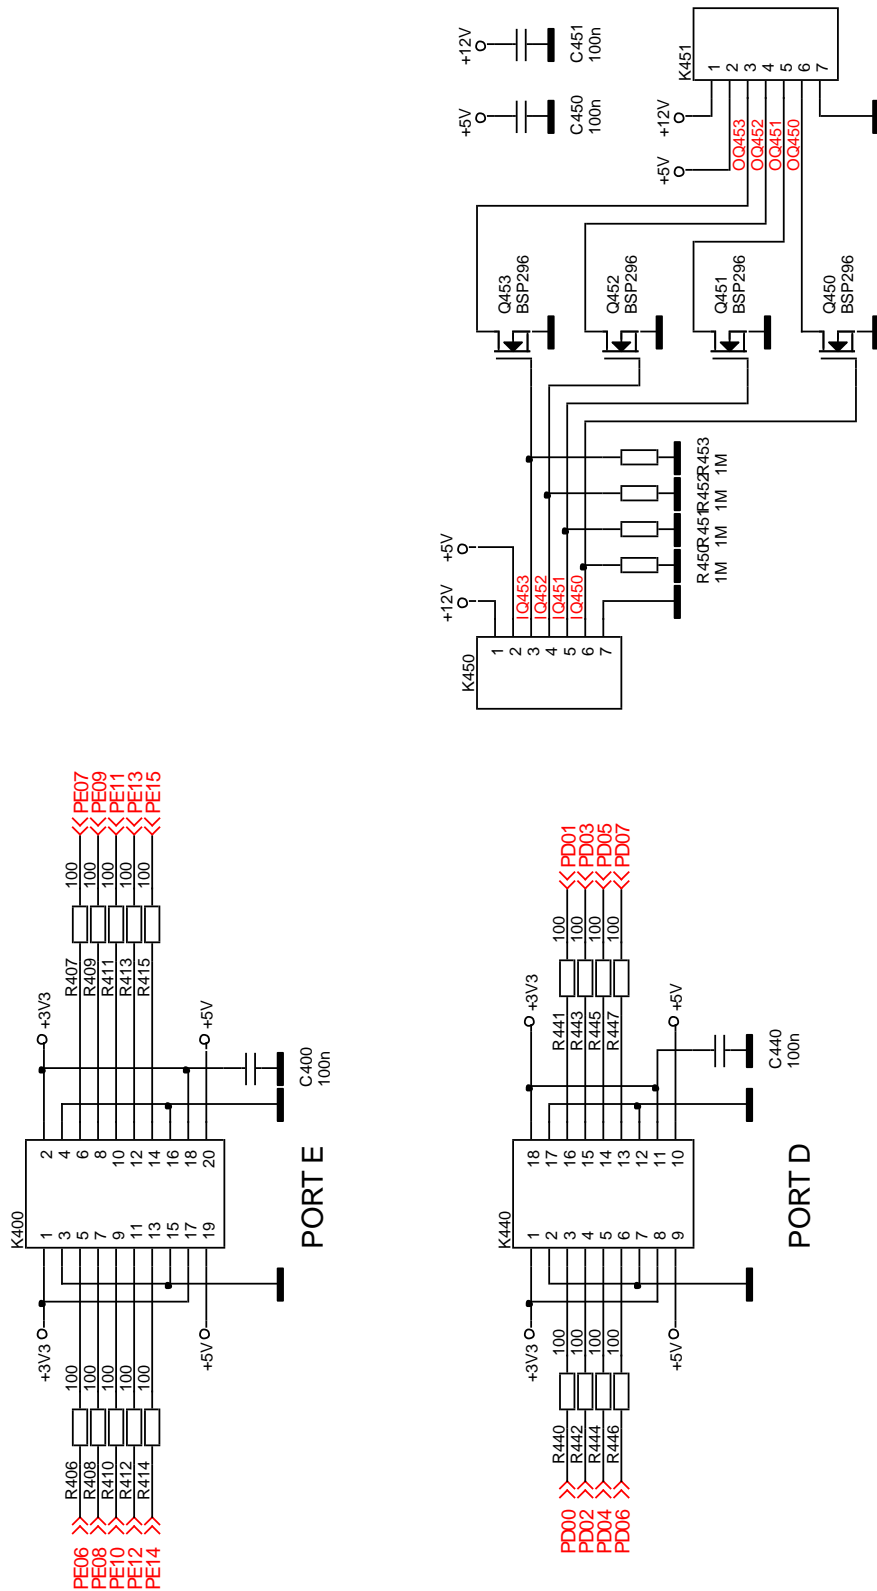 +12V
C451
100n
+5V
C450
100n
K451
1
2
3
4
5
6
7
+12V
+5V
OQ453
OQ452
OQ451
OQ450
Q453
BSP296
Q452
BSP296
Q451
BSP296
Q450
BSP296
R453
1M
R452
1M
R451
1M
R450
1M
+5V
+12V
IQ453
IQ452
IQ451
IQ450
K450
1
2
3
4
5
6
7
PE07
PE09
PE11
PE13
PE15
100
100
100
100
100
R407
R409
R411
R413
R415
+3V3
+5V
C400
100n
K400
2
4
6
8
10
12
14
16
18
20
1
3
5
7
9
11
13
15
17
19
PORT E
+3V3
+5V
100
100
100
100
100
R406
R408
R410
R412
R414
PE06
PE08
PE10
PE12
PE14
PD01
PD03
PD05
PD07
100
100
100
100
R441
R443
R445
R447
+3V3
+5V
C440
100n
K440
18
17
16
15
14
13
12
11
10
1
2
3
4
5
6
7
8
9
PORT D
+3V3
+5V
100
100
100
100
R440
R442
R444
R446
PD00
PD02
PD04
PD06